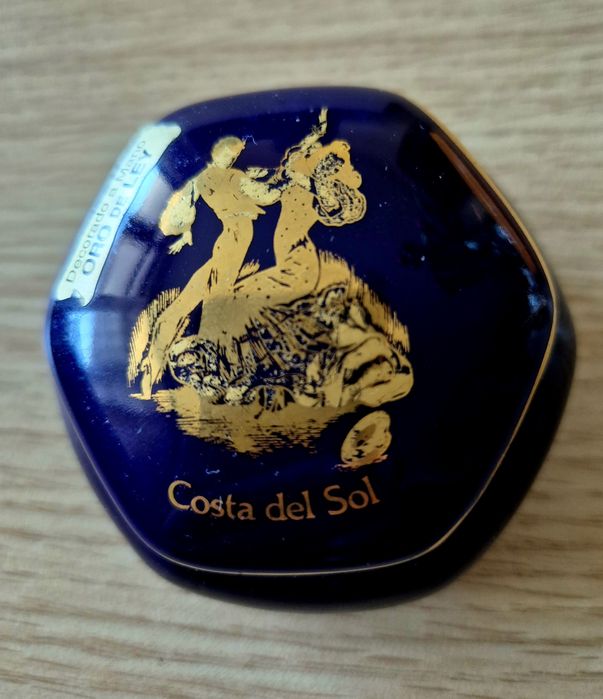 Decorado a Mano
ORO DE LEY
Costa del Sol